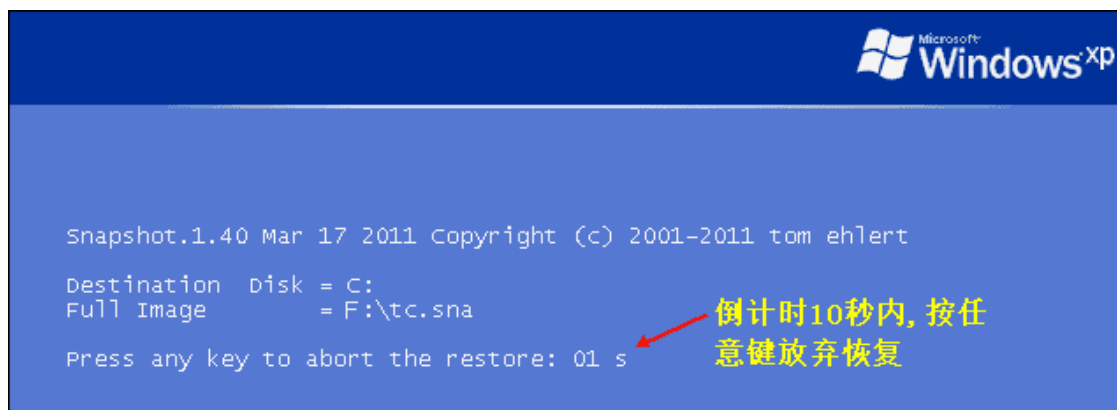 Microsoft
Windows xp
Snapshot.1.40 Mar 17 2011 Copyright (c) 2001-2011 tom ehlert
Destination  Disk = C:
Full Image        = F:\tc.sna
Press any key to abort the restore: 01 s
倒计时10秒内, 按任
意键放弃恢复